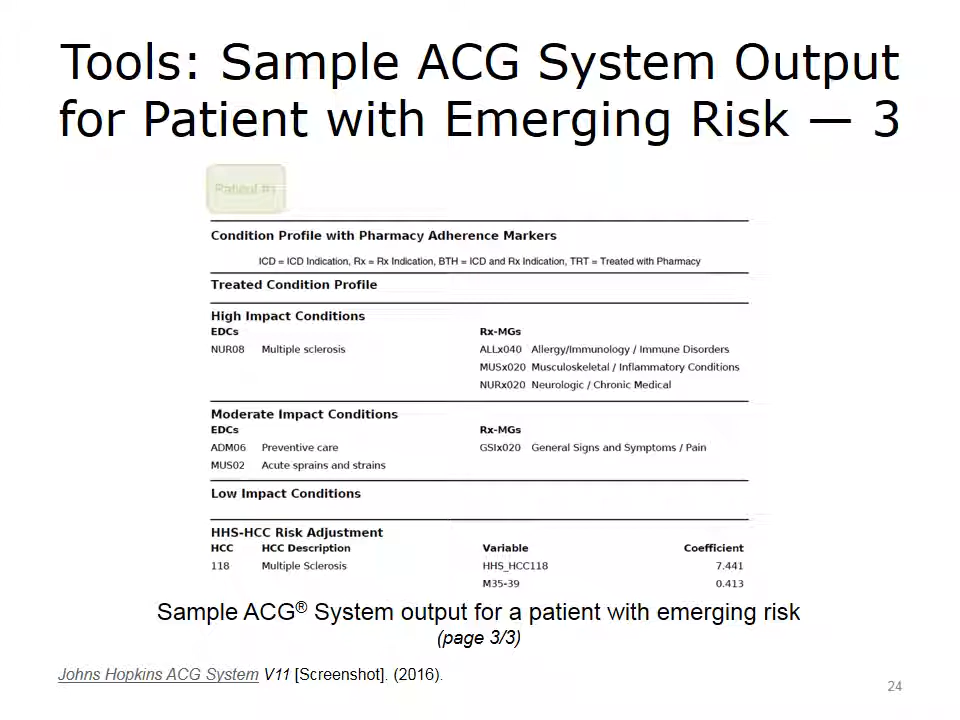 Tools: Sample ACG System Output
for Patient with Emerging Risk — 3
Patient #1
Condition Profile with Pharmacy Adherence Markers
ICD = ICD Indication, Rx = Rx Indication, BTH = ICD and Rx Indication, TRT = Treated with Pharmacy
Treated Condition Profile
High Impact Conditions
EDCs Rx-MGs
NUR08 Multiple sclerosis ALLx040 Allergy/Immunology / Immune Disorders
MUSx020 Musculoskeletal / Inflammatory Conditions
NURx020 Neurologic / Chronic Medical
Moderate Impact Conditions
EDCs Rx-MGs
ADM06 Preventive care GSIx020 General Signs and Symptoms / Pain
MUS02 Acute sprains and strains
Low Impact Conditions
HHS-HCC Risk Adjustment
HCC HCC Description Variable Coefficient
118 Multiple Sclerosis HHS_HCC118 7.441
M35-39 0.413
Sample ACG® System output for a patient with emerging risk
(page 3/3)
Johns Hopkins ACG System V11 [Screenshot]. (2016).
24